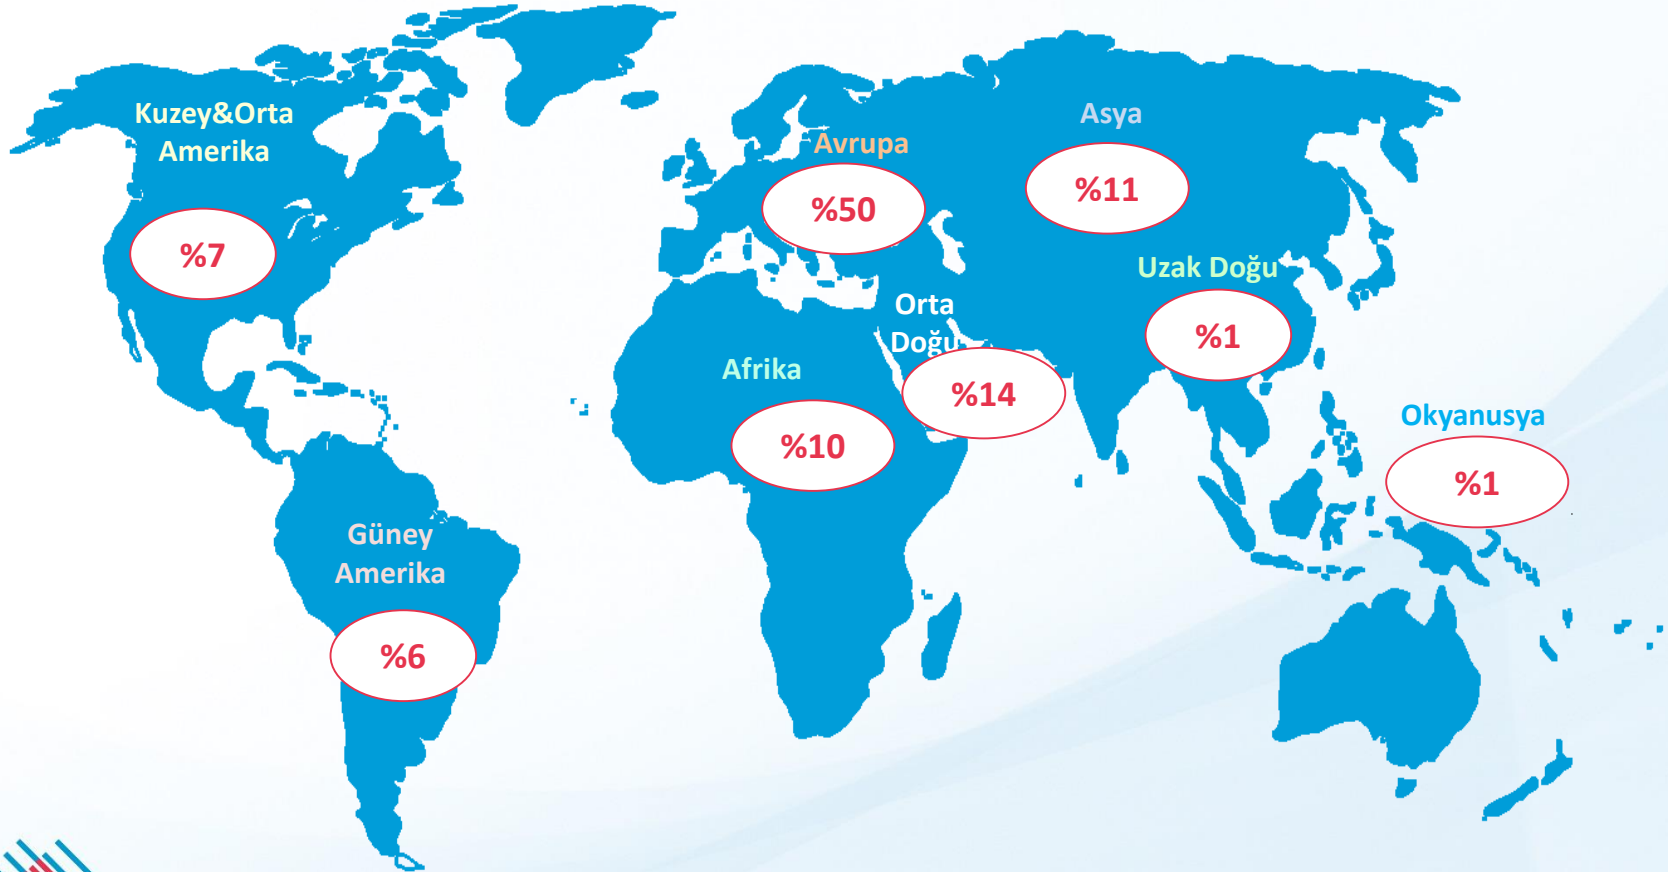 Kuzey&Orta
Amerika
%7
Avrupa
%50
Asya
%11
Uzak Doğu
%1
Orta
Doğu
%14
Afrika
%10
Okyanusya
%1
Güney
Amerika
%6